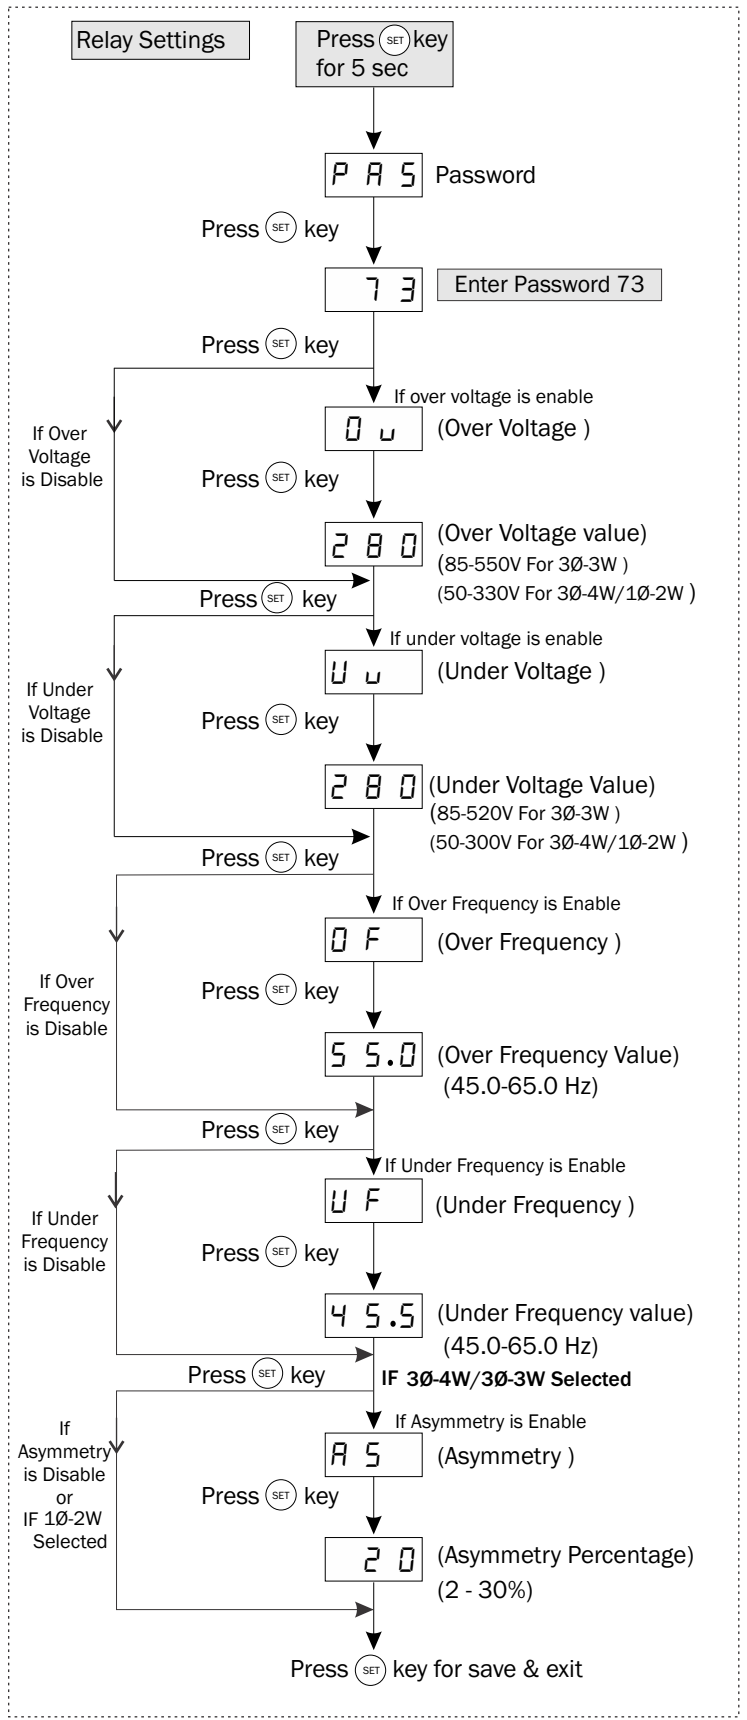 Relay Settings
Press SET key
for 5 sec
P A S Password
Press SET key
7 3 Enter Password 73
Press SET key
If over voltage is enable
O u (Over Voltage )
If Over
Voltage
is Disable
Press SET key
2 8 0 (Over Voltage value)
(85-550V For 3Ø-3W )
(50-330V For 3Ø-4W/1Ø-2W )
Press SET key
If under voltage is enable
U u (Under Voltage )
If Under
Voltage
is Disable
Press SET key
2 8 0 (Under Voltage Value)
(85-520V For 3Ø-3W )
(50-300V For 3Ø-4W/1Ø-2W )
Press SET key
If Over Frequency is Enable
O F (Over Frequency )
If Over
Frequency
is Disable
Press SET key
5 5.0 (Over Frequency Value)
(45.0-65.0 Hz)
Press SET key
If Under Frequency is Enable
U F (Under Frequency )
If Under
Frequency
is Disable
Press SET key
4 5.5 (Under Frequency value)
(45.0-65.0 Hz)
Press SET key
IF 3Ø-4W/3Ø-3W Selected
If Asymmetry is Enable
A S (Asymmetry )
If
Asymmetry
is Disable
or
IF 1Ø-2W
Selected
Press SET key
2 0 (Asymmetry Percentage)
(2 - 30%)
Press SET key for save & exit